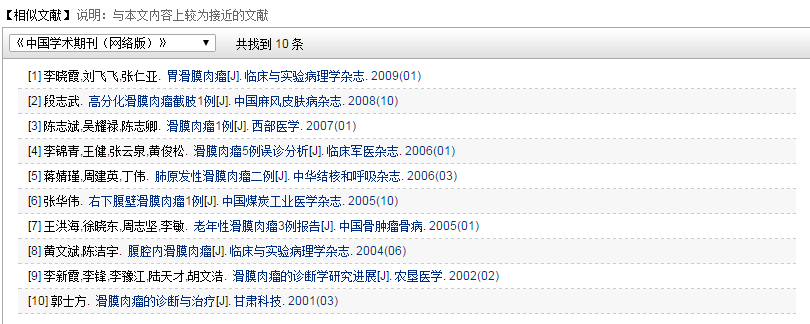 【相似文献】说明：与本文内容上较为接近的文献
《中国学术期刊（网络版）》 共找到 10 条
[1] 李晓霞,刘飞飞,张仁亚. 胃滑膜肉瘤[J]. 临床与实验病理学杂志. 2009(01)
[2] 段志武. 高分化滑膜肉瘤截肢1例[J]. 中国麻风皮肤病杂志. 2008(10)
[3] 陈志斌,吴耀禄,陈志卿. 滑膜肉瘤1例[J]. 西部医学. 2007(01)
[4] 李锦青,王健,张云泉,黄俊松. 滑膜肉瘤5例误诊分析[J]. 临床军医杂志. 2006(01)
[5] 蒋婧瑾,周建英,丁伟. 肺原发性滑膜肉瘤二例[J]. 中华结核和呼吸杂志. 2006(03)
[6] 张华伟. 右下腹壁滑膜肉瘤1例[J]. 中国煤炭工业医学杂志. 2005(10)
[7] 王洪海,徐晓东,周志坚,李敏. 老年性滑膜肉瘤3例报告[J]. 中国骨肿瘤骨病. 2005(01)
[8] 黄文斌,陈洁宇. 腹腔内滑膜肉瘤[J]. 临床与实验病理学杂志. 2004(06)
[9] 李新霞,李锋,李豫江,陆天才,胡文浩. 滑膜肉瘤的诊断学研究进展[J]. 农垦医学. 2002(02)
[10] 郭士方. 滑膜肉瘤的诊断与治疗[J]. 甘肃科技. 2001(03)